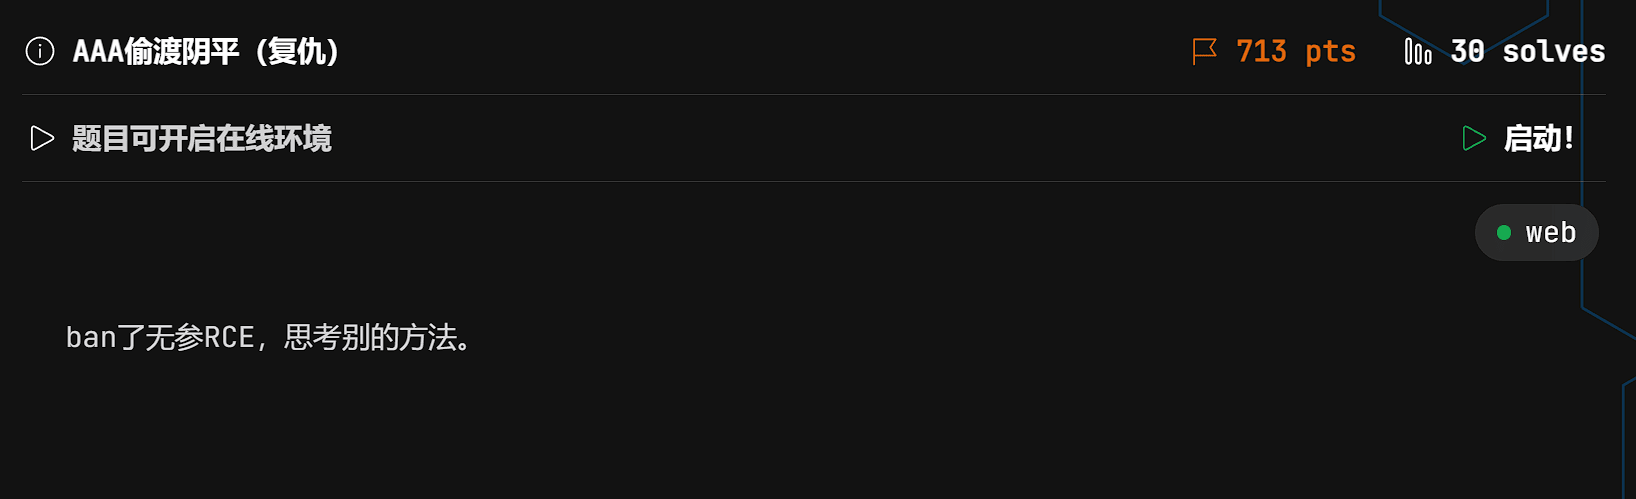 AAA偷渡阴平（复仇）
713 pts
30 solves
题目可开启在线环境
启动!
web
ban了无参RCE，思考别的方法。